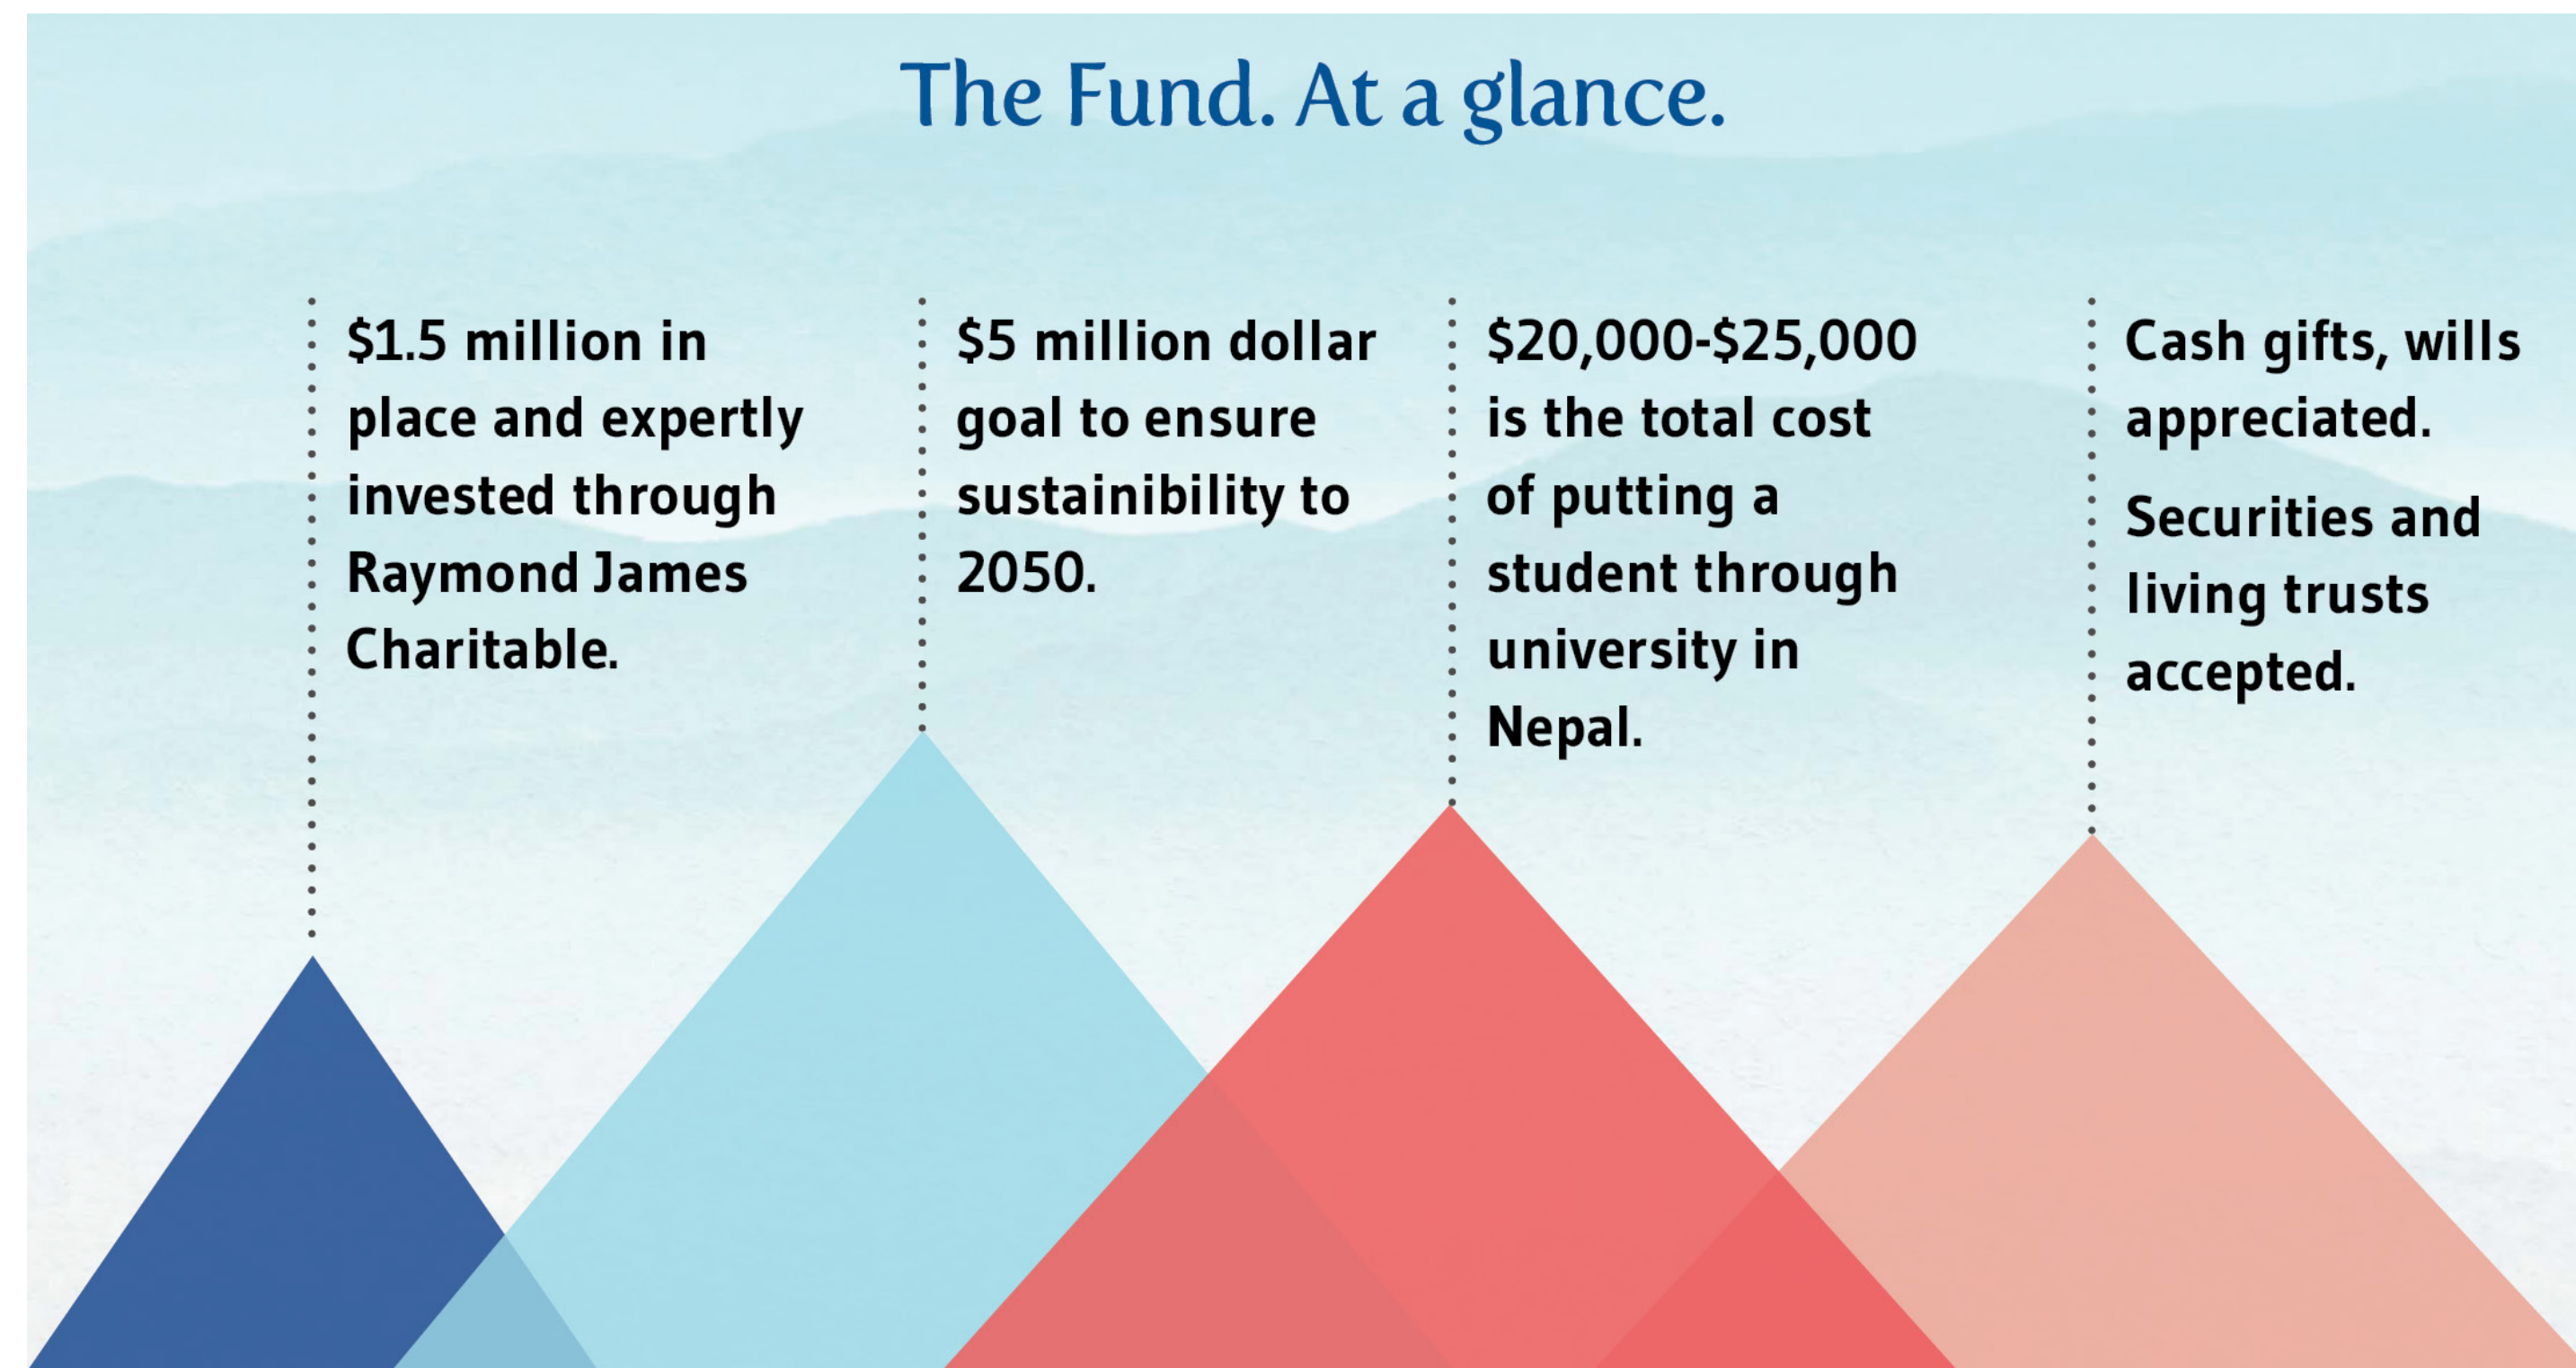 The Fund. At a glance.
$1.5 million in
place and expertly
invested through
Raymond James
Charitable.
$5 million dollar
goal to ensure
sustainibility to
2050.
$20,000-$25,000
is the total cost
of putting a
student through
university in
Nepal.
Cash gifts, wills
appreciated.
Securities and
living trusts
accepted.